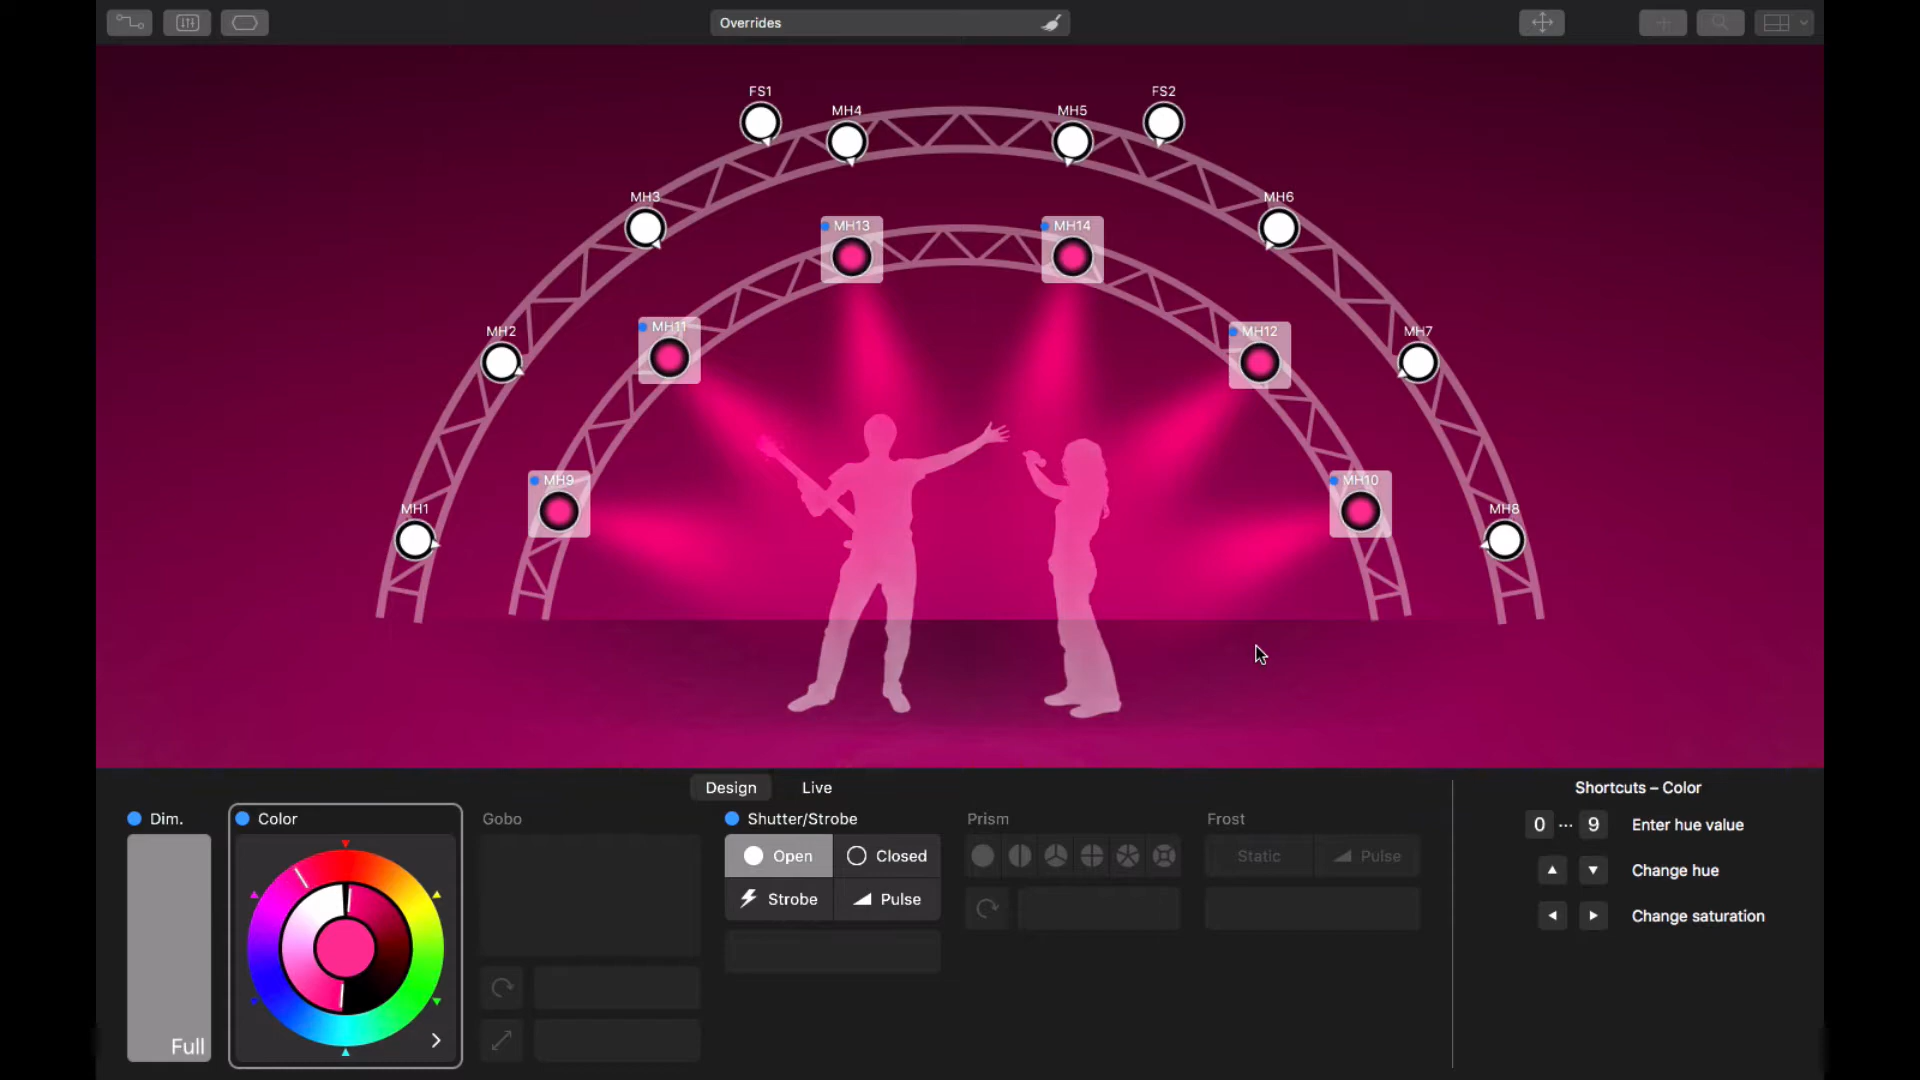 Overrides
FS1
FS2
MH4
MH5
MH3
MH6
MH13
MH14
MH11
MH12
MH2
MH7
MH9
MH10
MH1
MH8
Design
Live
Dim.
Full
Color
Gobo
Shutter/Strobe
Open
Closed
Strobe
Pulse
Prism
Frost
Static
Pulse
Shortcuts – Color
0 ··· 9 Enter hue value
Change hue
Change saturation